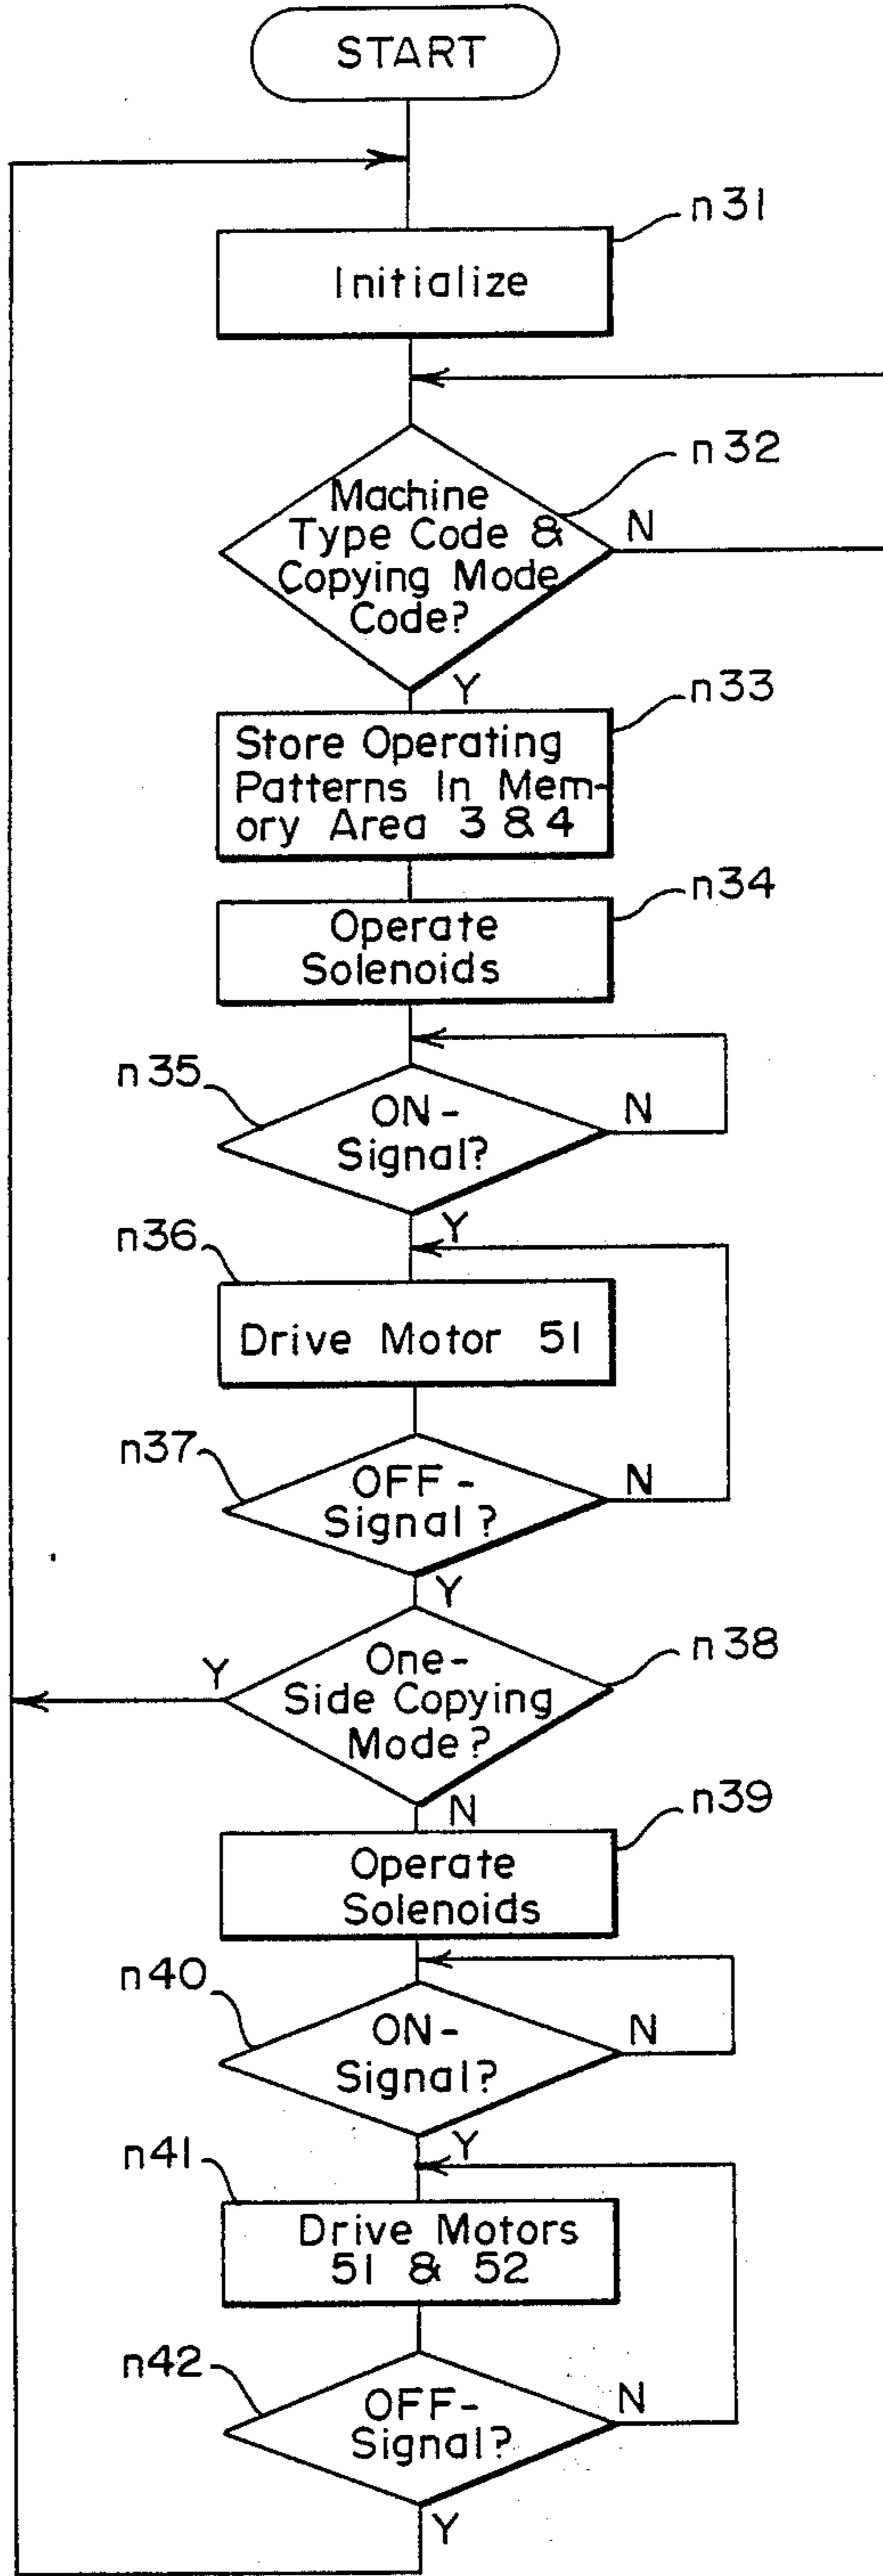 START
n31
Initialize
n32
Machine
Type Code &
Copying Mode
Code?
N
Y
n33
Store Operating
Patterns In Mem-
ory Area 3 & 4
n34
Operate
Solenoids
n35
ON-
Signal?
N
Y
n36
Drive Motor 51
n37
OFF-
Signal?
N
Y
n38
One-
Side Copying
Mode?
Y
N
n39
Operate
Solenoids
n40
ON-
Signal?
N
Y
n41
Drive Motors
51 & 52
n42
OFF-
Signal?
N
Y